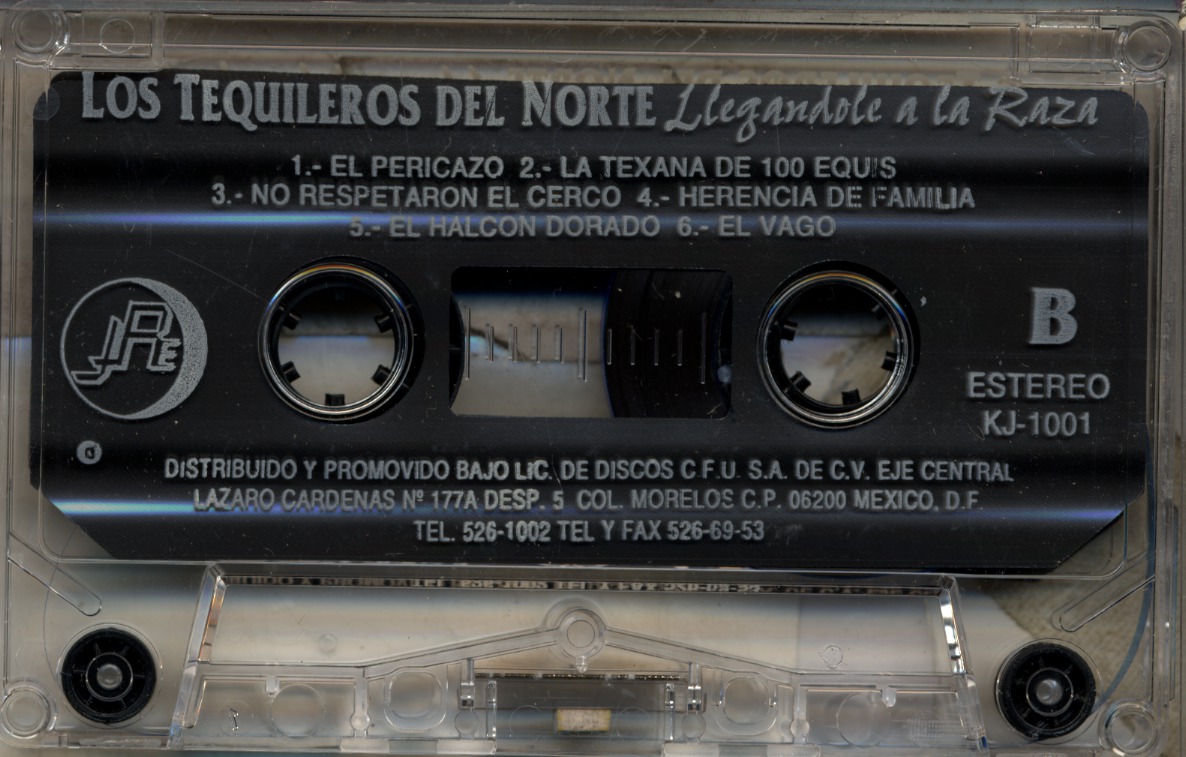 LOS TEQUILEROS DEL NORTE Llegandole a la Raza
1.- EL PERICAZO 2.- LA TEXANA DE 100 EQUIS
3.- NO RESPETARON EL CERCO 4.- HERENCIA DE FAMILIA
5.- EL HALCON DORADO 6.- EL VAGO
B
ESTEREO
KJ-1001
DISTRIBUIDO Y PROMOVIDO BAJO LIC. DE DISCOS C.F.U. S.A. DE C.V. EJE CENTRAL
LAZARO CARDENAS Nº 177A DESP. 5 COL. MORELOS C.P. 06200 MEXICO, D.F.
TEL. 526-1002 TEL Y FAX 526-69-53